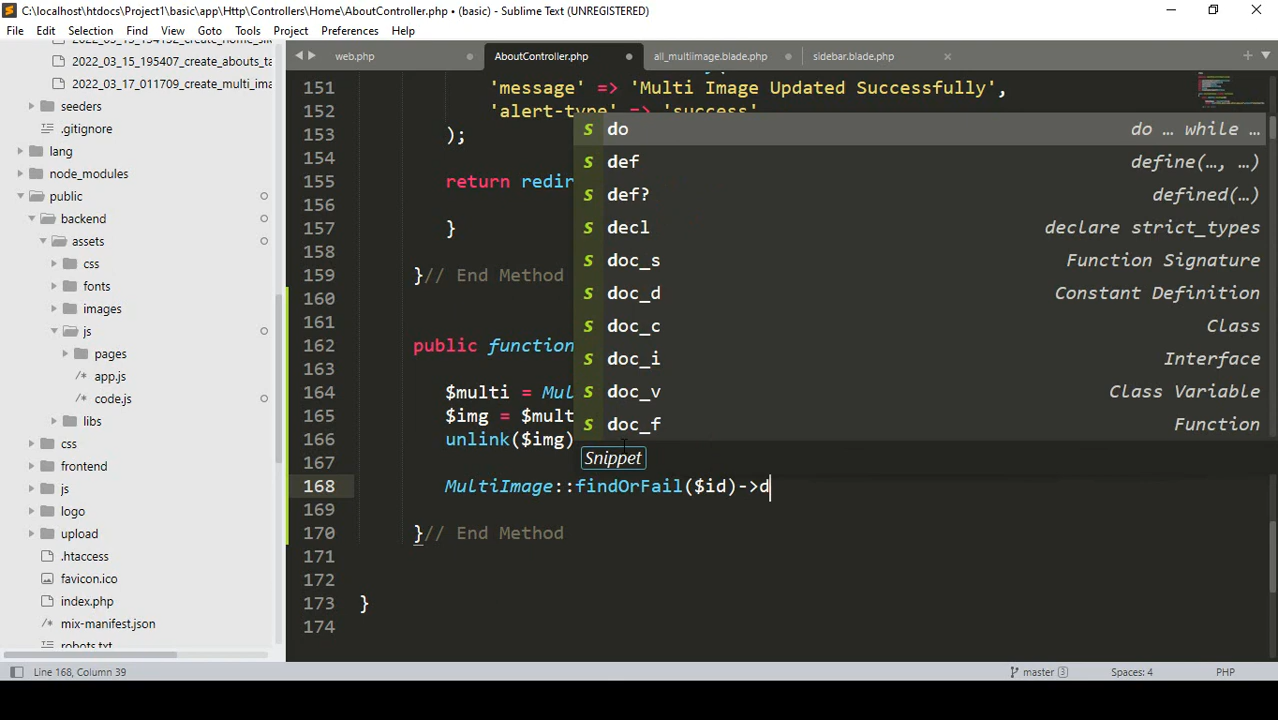 C:\localhost\htdocs\Project1\basic\app\Http\Controllers\Home\AboutController.php • (basic) - Sublime Text (UNREGISTERED)
File Edit Selection Find View Goto Tools Project Preferences Help
web.php AboutController.php all_multiimage.blade.php sidebar.blade.php
2022_03_15_195407_create_abouts_ta
2022_03_17_011709_create_multi_ima
seeders
.gitignore
lang
node_modules
public
backend
assets
css
fonts
images
js
pages
app.js
code.js
libs
css
frontend
js
logo
upload
.htaccess
favicon.ico
index.php
mix-manifest.json
robots.txt
151 'message' => 'Multi Image Updated Successfully',
152 'alert-type' => 'success'
153 );
154
155 return redir
156
157 }
158
159 }// End Method
160
161
162 public function
163
164 $multi = Mul
165 $img = $mult
166 unlink($img)
167
168 MultiImage::findOrFail($id)->d
169
170 }// End Method
171
172
173 }
174
s do do … while …
s def define(…, …)
s def? defined(…)
s decl declare strict_types
s doc_s Function Signature
s doc_d Constant Definition
s doc_c Class
s doc_i Interface
s doc_v Class Variable
s doc_f Function
Snippet
Line 168, Column 39 master 3 Spaces: 4 PHP